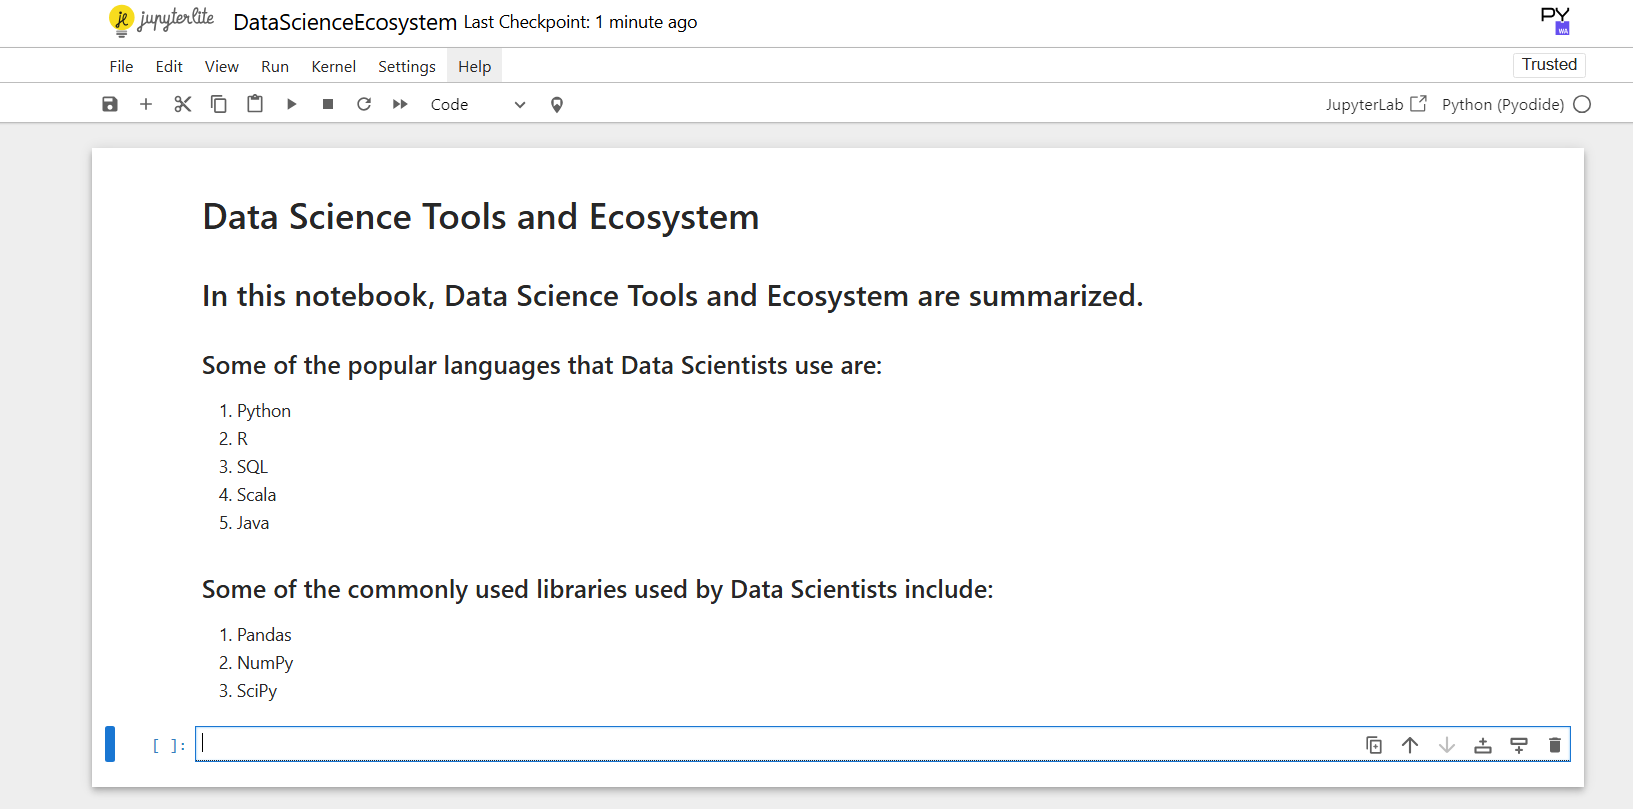 jupyterlite DataScienceEcosystem Last Checkpoint: 1 minute ago
PY
WA
File Edit View Run Kernel Settings Help
Trusted
Code
JupyterLab Python (Pyodide)
Data Science Tools and Ecosystem
In this notebook, Data Science Tools and Ecosystem are summarized.
Some of the popular languages that Data Scientists use are:
1. Python
2. R
3. SQL
4. Scala
5. Java
Some of the commonly used libraries used by Data Scientists include:
1. Pandas
2. NumPy
3. SciPy
[ ]: